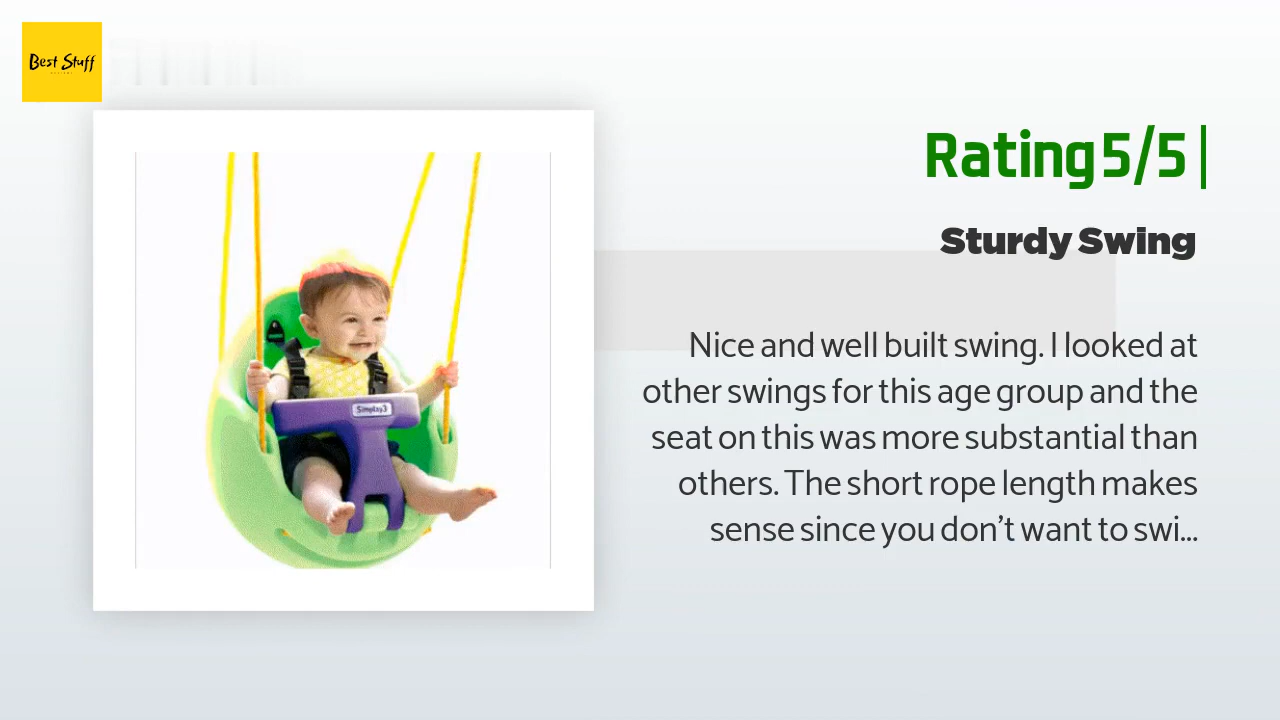 Best Stuff
Rating 5/5 |
Sturdy Swing
Nice and well built swing. I looked at
other swings for this age group and the
seat on this was more substantial than
others. The short rope length makes
sense since you don't want to swi...
Simplay3